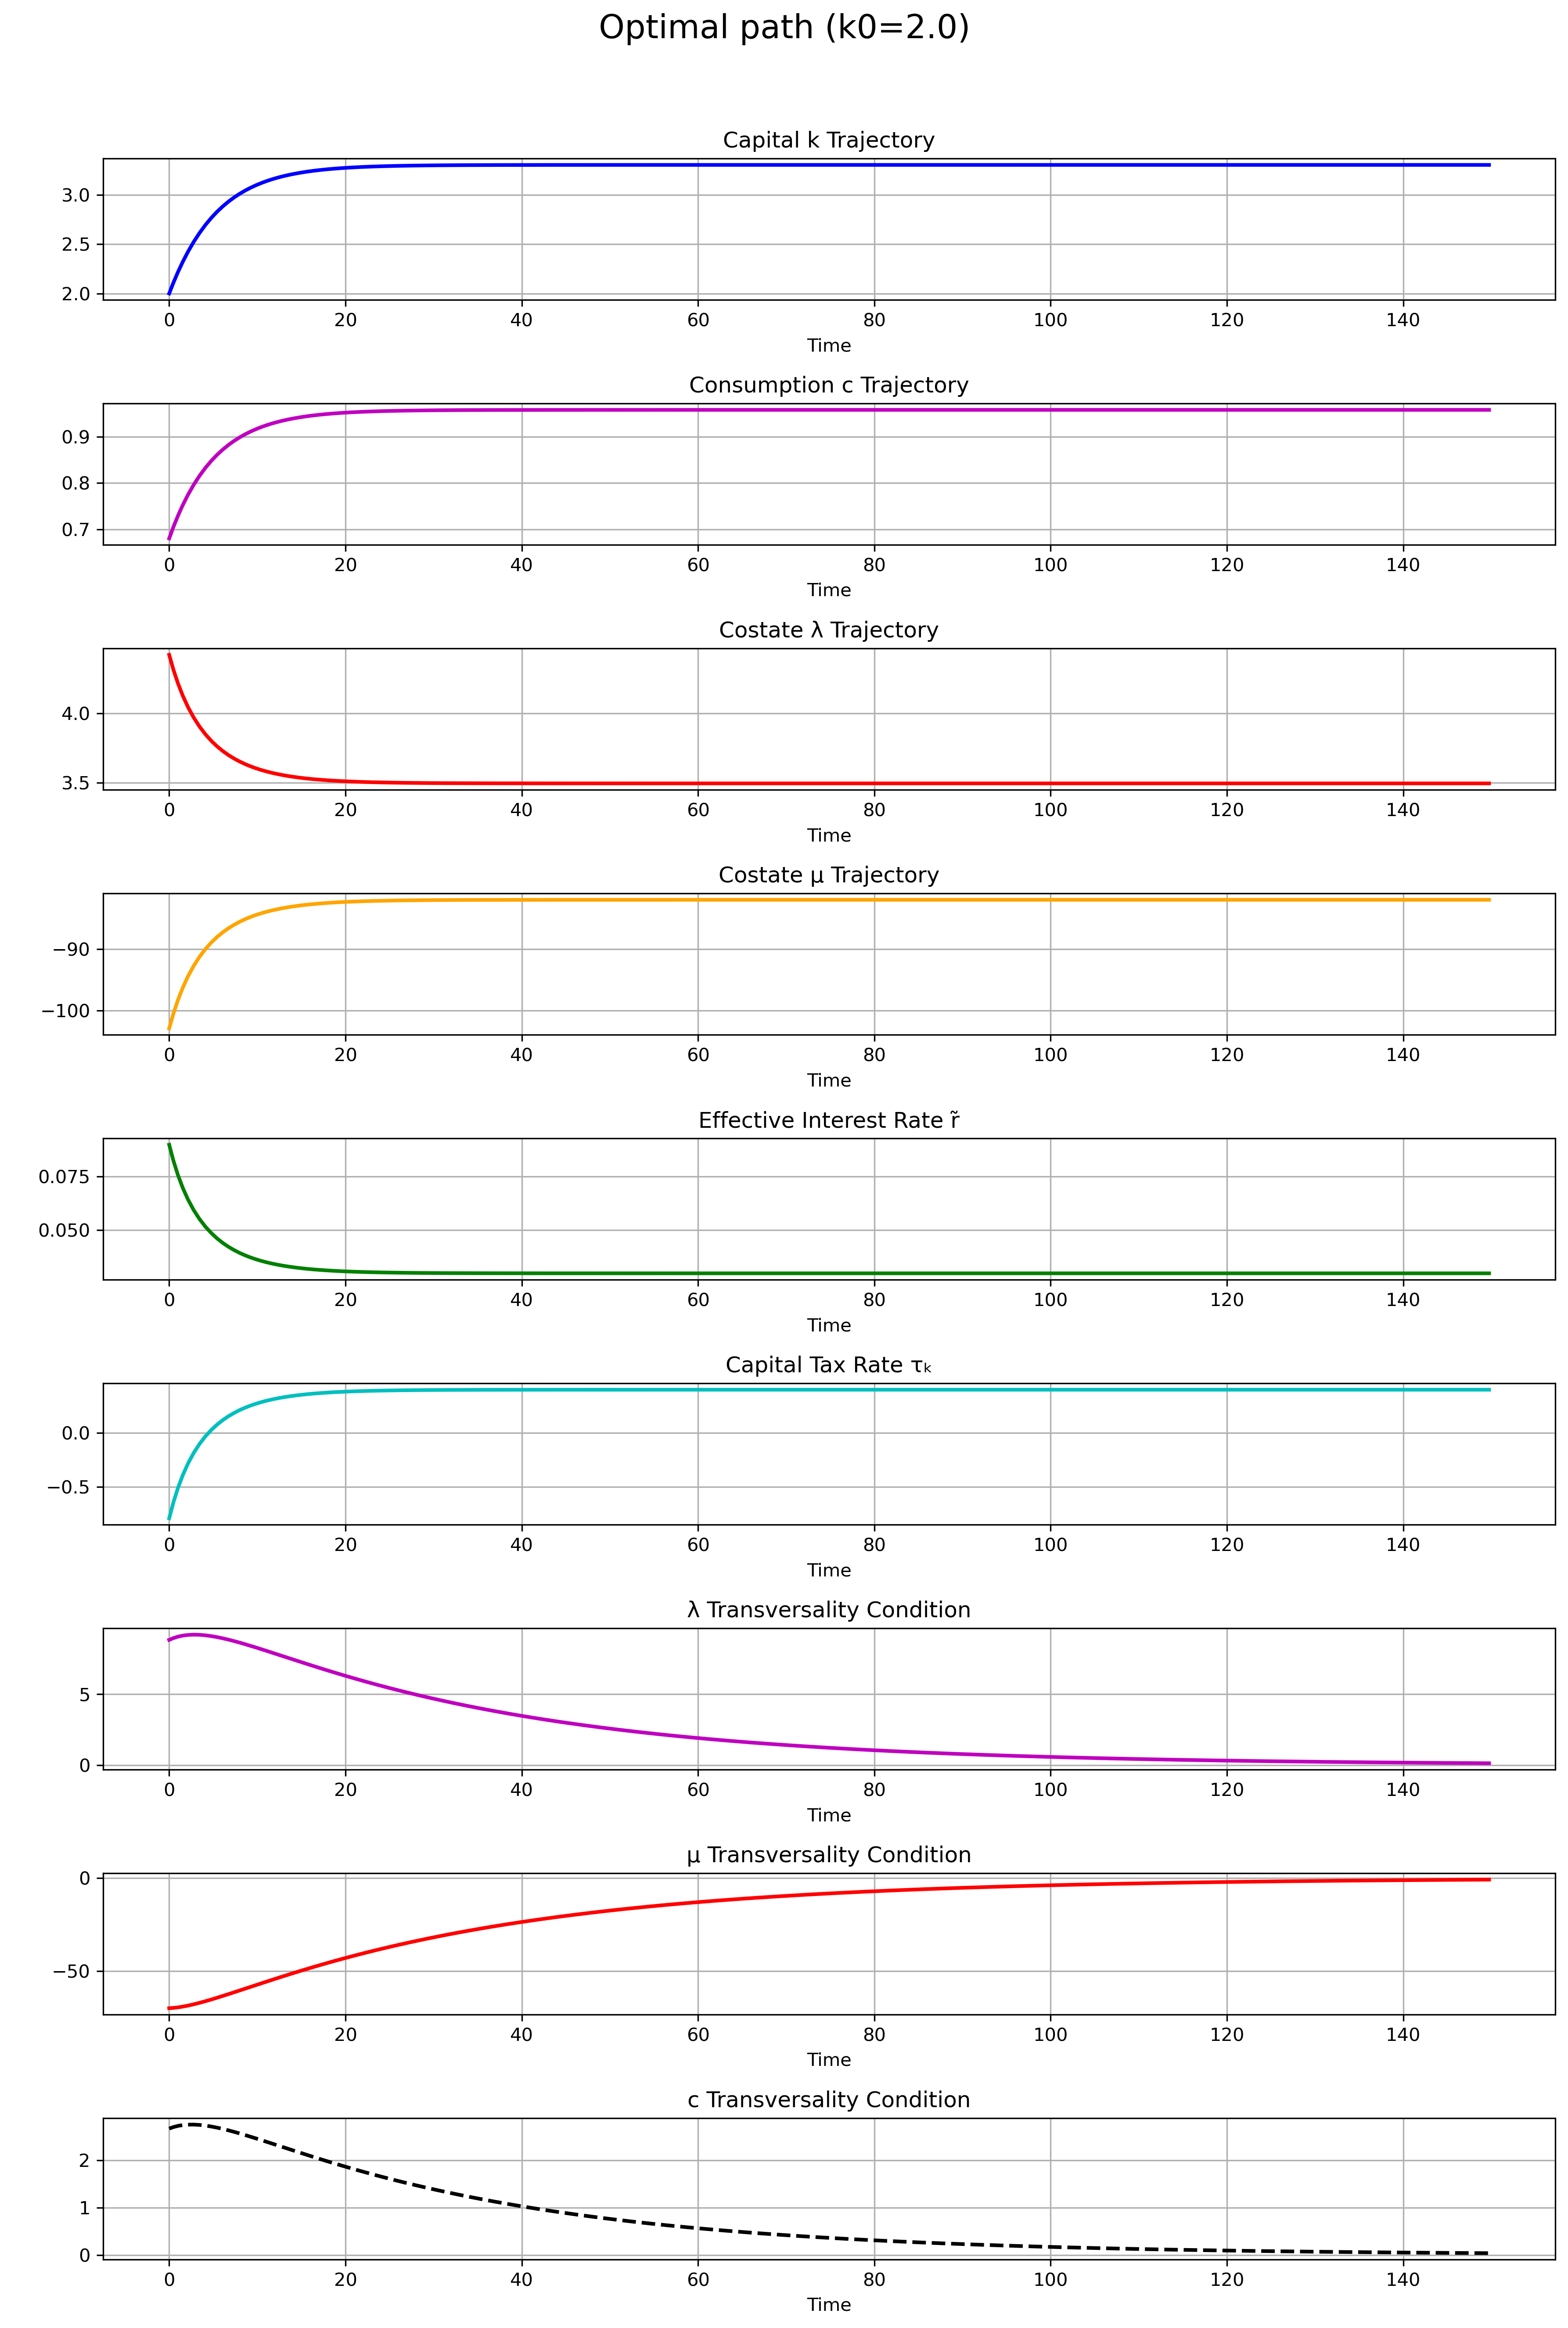 Optimal path (k0=2.0)
Capital k Trajectory
3.0
2.5
2.0
0 20 40 60 80 100 120 140
Time
Consumption c Trajectory
0.9
0.8
0.7
0 20 40 60 80 100 120 140
Time
Costate λ Trajectory
4.0
3.5
0 20 40 60 80 100 120 140
Time
Costate μ Trajectory
−90
−100
0 20 40 60 80 100 120 140
Time
Effective Interest Rate r̃
0.075
0.050
0 20 40 60 80 100 120 140
Time
Capital Tax Rate τₖ
0.0
−0.5
0 20 40 60 80 100 120 140
Time
λ Transversality Condition
5
0
0 20 40 60 80 100 120 140
Time
μ Transversality Condition
0
−50
0 20 40 60 80 100 120 140
Time
c Transversality Condition
2
1
0
0 20 40 60 80 100 120 140
Time